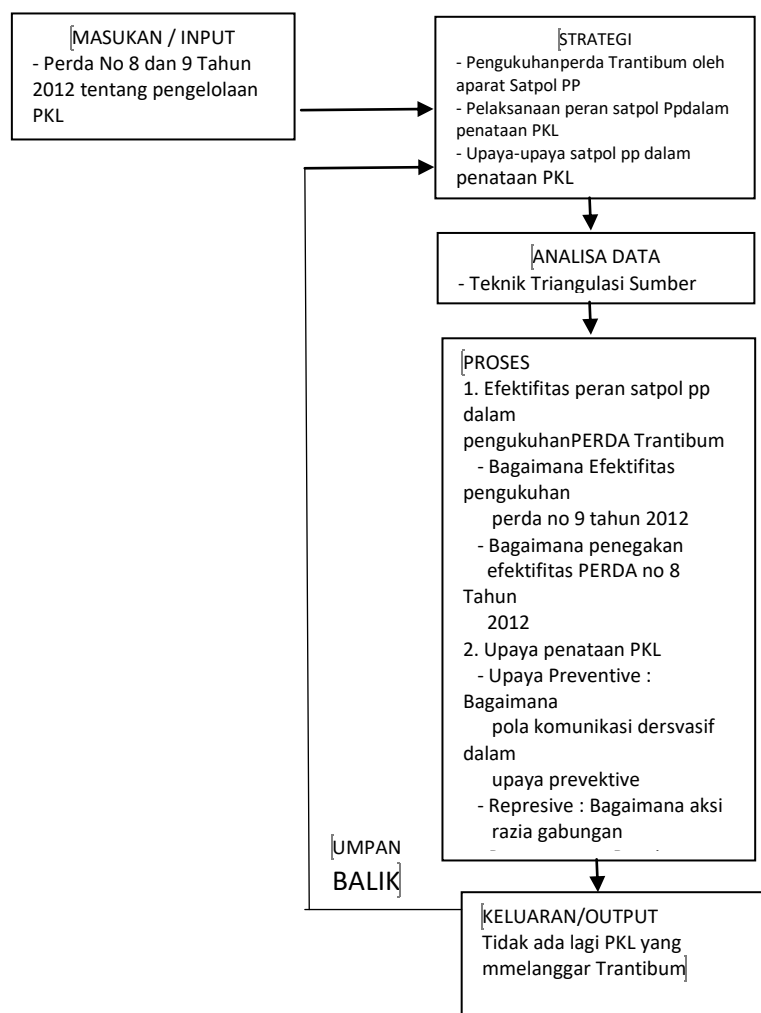 MASUKAN / INPUT
- Perda No 8 dan 9 Tahun
2012 tentang pengelolaan
PKL
STRATEGI
- Pengukuhanperda Trantibum oleh
aparat Satpol PP
- Pelaksanaan peran satpol Ppdalam
penataan PKL
- Upaya-upaya satpol pp dalam
penataan PKL
ANALISA DATA
- Teknik Triangulasi Sumber
PROSES
1. Efektifitas peran satpol pp
dalam
pengukuhanPERDA Trantibum
- Bagaimana Efektifitas
pengukuhan
perda no 9 tahun 2012
- Bagaimana penegakan
efektifitas PERDA no 8
Tahun
2012
2. Upaya penataan PKL
- Upaya Preventive :
Bagaimana
pola komunikasi dersvasif
dalam
upaya prevektive
- Represive : Bagaimana aksi
razia gabungan
UMPAN
BALIK
KELUARAN/OUTPUT
Tidak ada lagi PKL yang
mmelanggar Trantibum